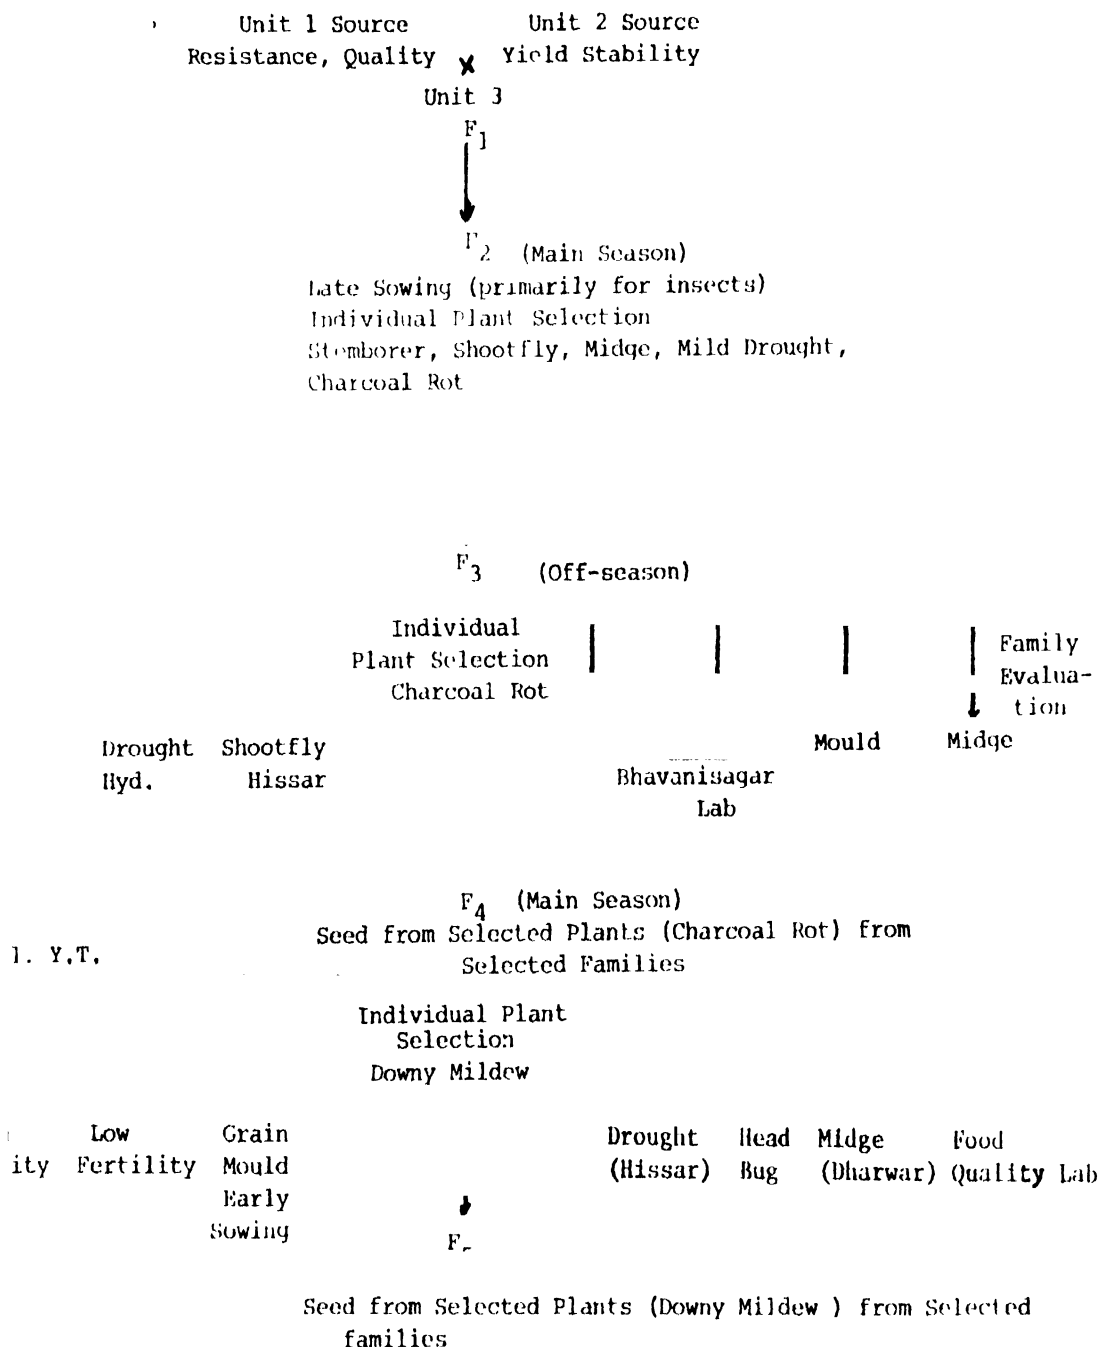 Unit 1 Source Unit 2 Source
Resistance, Quality X Yield Stability
Unit 3
F1
F2 (Main Season)
Late Sowing (primarily for insects)
Individual Plant Selection
Stemborer, Shootfly, Midge, Mild Drought,
Charcoal Rot
F3 (Off-season)
Individual
Plant Selection
Charcoal Rot
Family
Evalua-
tion
Drought Shootfly
Hyd. Hissar
Mould Midge
Bhavanisagar
Lab
F4 (Main Season)
Seed from Selected Plants (Charcoal Rot) from
Selected Families
1. Y.T.
Individual Plant
Selection
Downy Mildew
ity Low Fertility
Grain
Mould
Early
Sowing
Drought (Hissar)
Head Bug
Midge (Dharwar)
Food Quality Lab
F
Seed from Selected Plants (Downy Mildew ) from Selected
families